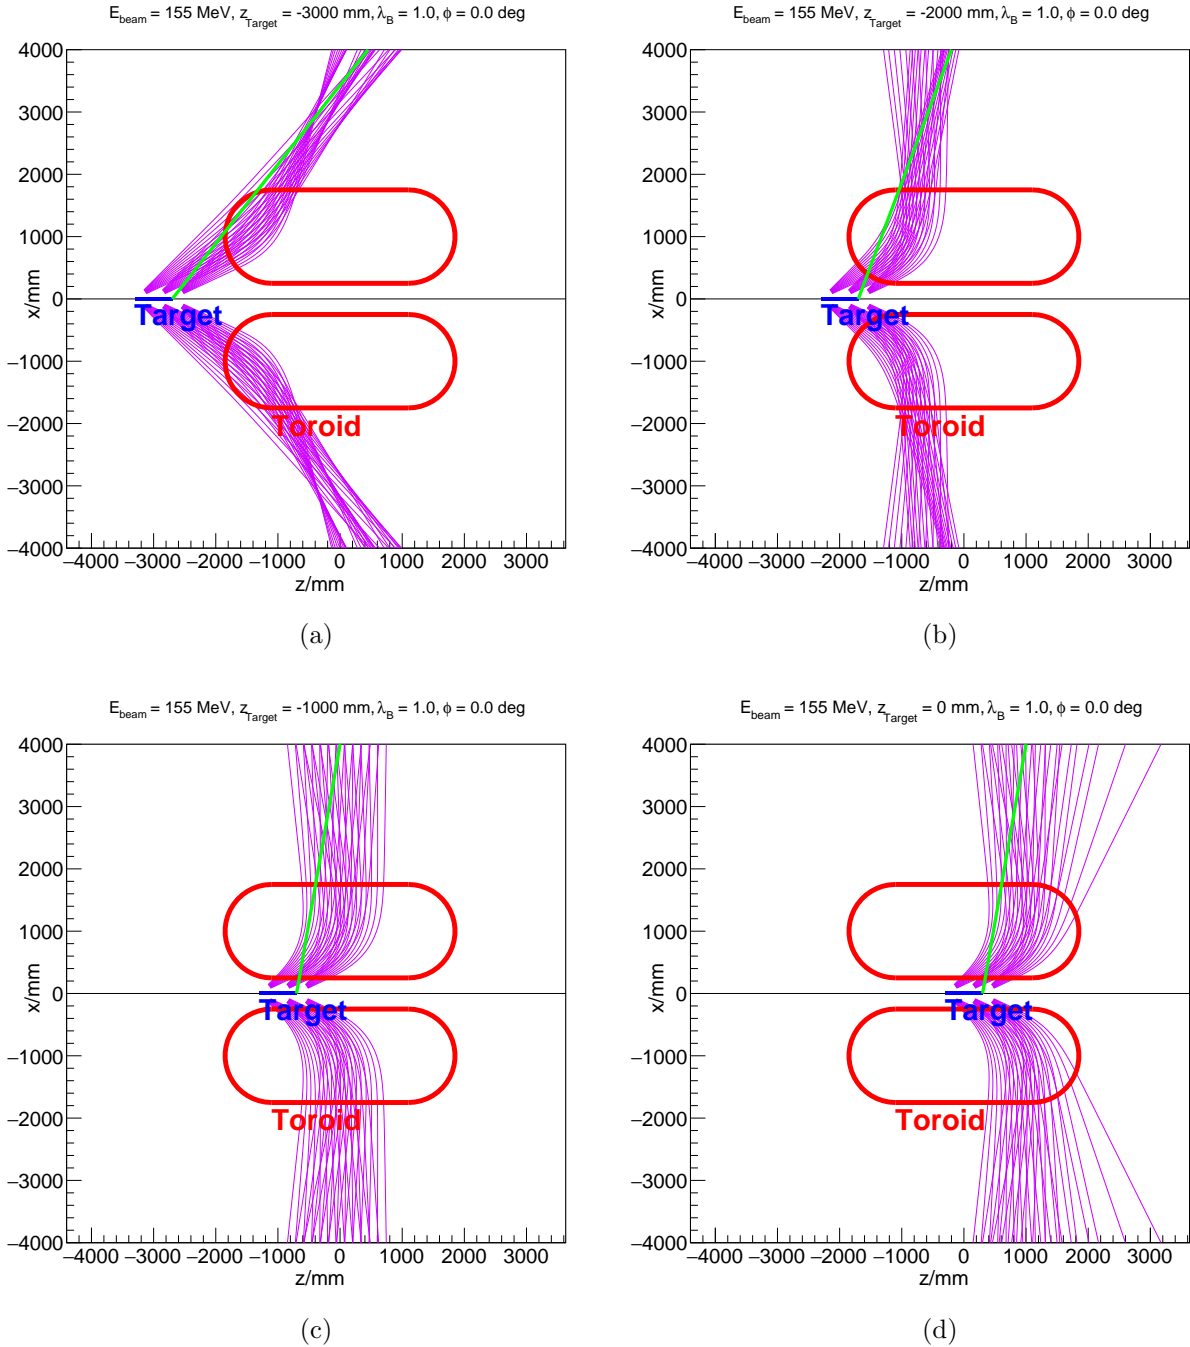 E_beam = 155 MeV, z_Target = -3000 mm, λ_B = 1.0, ϕ = 0.0 deg
4000
3000
2000
1000
0
−1000
−2000
−3000
−4000
x/mm
Target
Toroid
−4000 −3000 −2000 −1000 0 1000 2000 3000
z/mm
(a)
E_beam = 155 MeV, z_Target = -2000 mm, λ_B = 1.0, ϕ = 0.0 deg
4000
3000
2000
1000
0
−1000
−2000
−3000
−4000
x/mm
Target
Toroid
−4000 −3000 −2000 −1000 0 1000 2000 3000
z/mm
(b)
E_beam = 155 MeV, z_Target = -1000 mm, λ_B = 1.0, ϕ = 0.0 deg
4000
3000
2000
1000
0
−1000
−2000
−3000
−4000
x/mm
Target
Toroid
−4000 −3000 −2000 −1000 0 1000 2000 3000
z/mm
(c)
E_beam = 155 MeV, z_Target = 0 mm, λ_B = 1.0, ϕ = 0.0 deg
4000
3000
2000
1000
0
−1000
−2000
−3000
−4000
x/mm
Target
Toroid
−4000 −3000 −2000 −1000 0 1000 2000 3000
z/mm
(d)